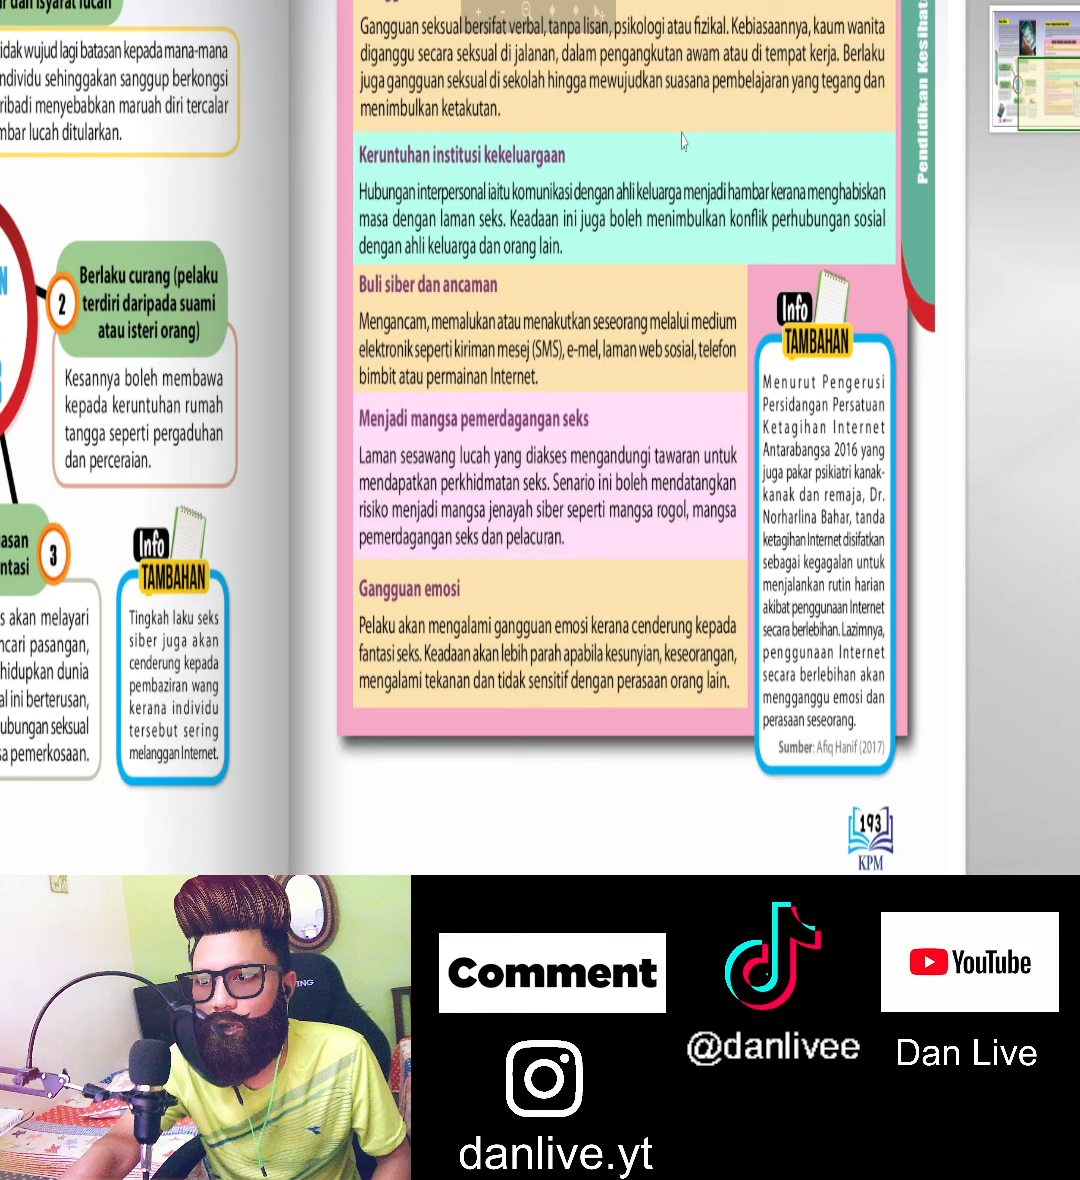 dan isyarat lucah
idak wujud lagi batasan kepada mana-mana
ndividu sehinggakan sanggup berkongsi
ribadi menyebabkan maruah diri tercalar
mbar lucah ditularkan.
2
Berlaku curang (pelaku
terdiri daripada suami
atau isteri orang)
Kesannya boleh membawa
kepada keruntuhan rumah
tangga seperti pergaduhan
dan perceraian.
asan
ntasi
3
s akan melayari
ncari pasangan,
hidupkan dunia
al ini berterusan,
ubungan seksual
sa pemerkosaan.
Info
TAMBAHAN
Tingkah laku seks
siber juga akan
cenderung kepada
pembaziran wang
kerana individu
tersebut sering
melanggan Internet.
Gangguan seksual bersifat verbal, tanpa lisan, psikologi atau fizikal. Kebiasaannya, kaum wanita
diganggu secara seksual di jalanan, dalam pengangkutan awam atau di tempat kerja. Berlaku
juga gangguan seksual di sekolah hingga mewujudkan suasana pembelajaran yang tegang dan
menimbulkan ketakutan.
Keruntuhan institusi kekeluargaan
Hubungan interpersonal iaitu komunikasi dengan ahli keluarga menjadi hambar kerana menghabiskan
masa dengan laman seks. Keadaan ini juga boleh menimbulkan konflik perhubungan sosial
dengan ahli keluarga dan orang lain.
Buli siber dan ancaman
Mengancam, memalukan atau menakutkan seseorang melalui medium
elektronik seperti kiriman mesej (SMS), e-mel, laman web sosial, telefon
bimbit atau permainan Internet.
Menjadi mangsa pemerdagangan seks
Laman sesawang lucah yang diakses mengandungi tawaran untuk
mendapatkan perkhidmatan seks. Senario ini boleh mendatangkan
risiko menjadi mangsa jenayah siber seperti mangsa rogol, mangsa
pemerdagangan seks dan pelacuran.
Gangguan emosi
Pelaku akan mengalami gangguan emosi kerana cenderung kepada
fantasi seks. Keadaan akan lebih parah apabila kesunyian, keseorangan,
mengalami tekanan dan tidak sensitif dengan perasaan orang lain.
Info
TAMBAHAN
Menurut Pengerusi
Persidangan Persatuan
Ketagihan Internet
Antarabangsa 2016 yang
juga pakar psikiatri kanak-
kanak dan remaja, Dr.
Norharlina Bahar, tanda
ketagihan Internet disifatkan
sebagai kegagalan untuk
menjalankan rutin harian
akibat penggunaan Internet
secara berlebihan. Lazimnya,
penggunaan Internet
secara berlebihan akan
mengganggu emosi dan
perasaan seseorang.
Sumber: Afiq Hanif (2017)
Pendidikan Kesihat
193
KPM
Comment
@danlivee
YouTube
Dan Live
danlive.yt